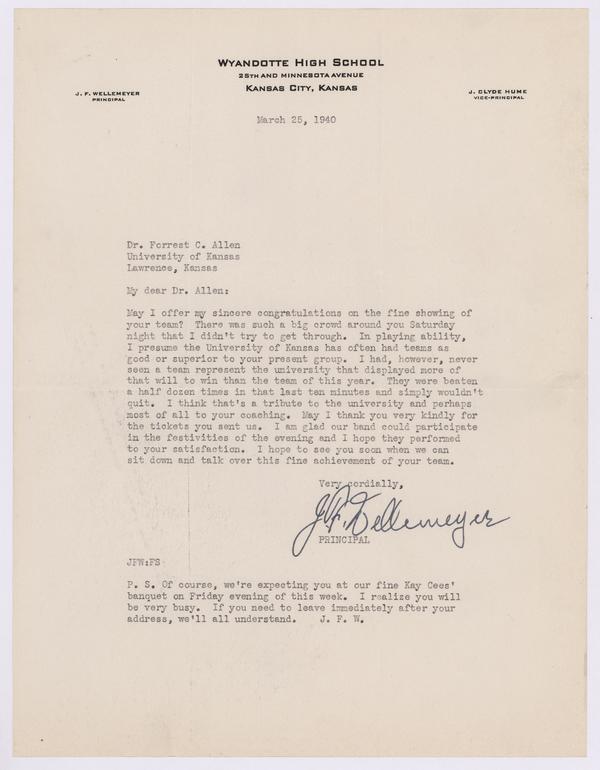 WYANDOTTE HIGH SCHOOL
25TH AND MINNESOTA AVENUE
KANSAS CITY, KANSAS
J. F. WELLEMEYER
PRINCIPAL
J. CLYDE HUME
VICE-PRINCIPAL
March 25, 1940
Dr. Forrest C. Allen
University of Kansas
Lawrence, Kansas
My dear Dr. Allen:
May I offer my sincere congratulations on the fine showing of
your team? There was such a big crowd around you Saturday
night that I didn't try to get through. In playing ability,
I presume the University of Kansas has often had teams as
good or superior to your present group. I had, however, never
seen a team represent the university that displayed more of
that will to win than the team of this year. They were beaten
a half dozen times in that last ten minutes and simply wouldn't
quit. I think that's a tribute to the university and perhaps
most of all to your coaching. May I thank you very kindly for
the tickets you sent us. I am glad our band could participate
in the festivities of the evening and I hope they performed
to your satisfaction. I hope to see you soon when we can
sit down and talk over this fine achievement of your team.
Very cordially,
J. F. Wellemeyer
PRINCIPAL
JFW:FS
P. S. Of course, we're expecting you at our fine Kay Cees'
banquet on Friday evening of this week. I realize you will
be very busy. If you need to leave immediately after your
address, we'll all understand. J. F. W.